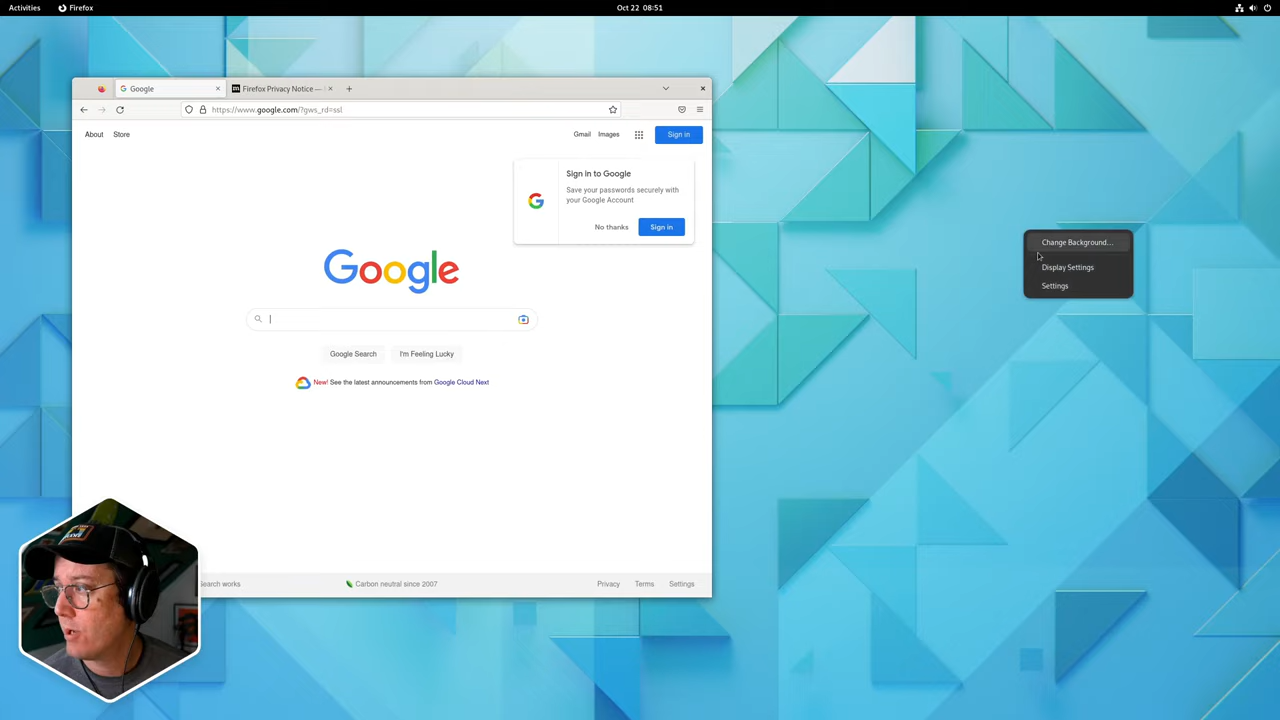 Activities
Firefox
Oct 22 08:51
Google
Firefox Privacy Notice —
https://www.google.com/?gws_rd=ssl
About
Store
Gmail
Images
Sign in
Sign in to Google
Save your passwords securely with
your Google Account
No thanks
Sign in
Google
Google Search
I'm Feeling Lucky
New! See the latest announcements from Google Cloud Next
Change Background...
Display Settings
Settings
Search works
Carbon neutral since 2007
Privacy
Terms
Settings